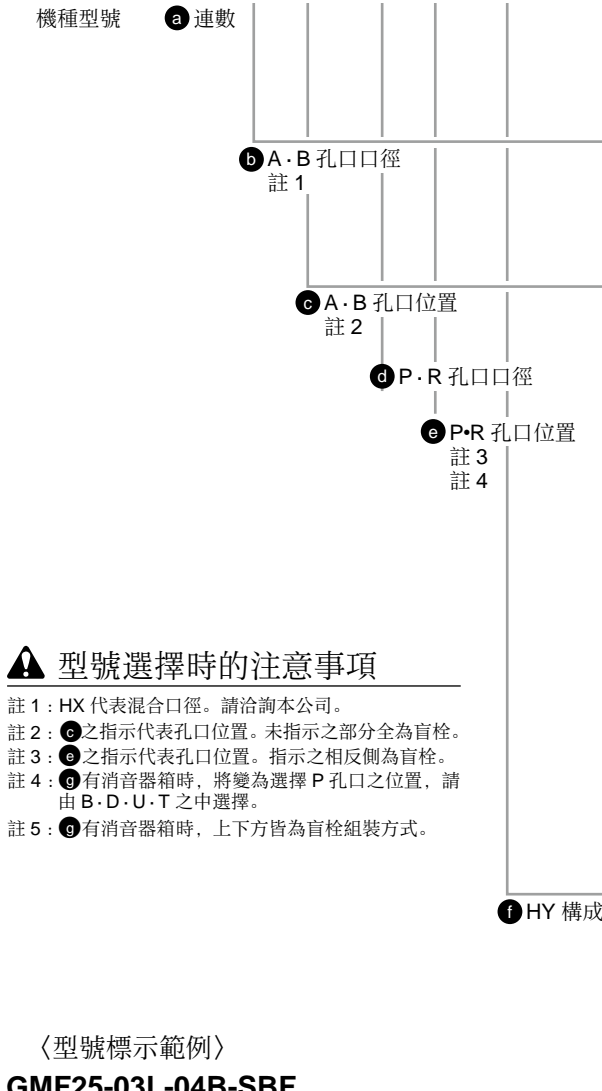 機種型號
a 連數
b A · B 孔口口徑
註 1
c A · B 孔口位置
註 2
d P · R 孔口口徑
e P•R 孔口位置
註 3
註 4
型號選擇時的注意事項
註 1：HX 代表混合口徑。請洽詢本公司。
註 2：c之指示代表孔口位置。未指示之部分全為盲栓。
註 3：e之指示代表孔口位置。指示之相反側為盲栓。
註 4：g有消音器箱時，將變為選擇 P 孔口之位置，請
由 B · D · U · T 之中選擇。
註 5：g有消音器箱時，上下方皆為盲栓組裝方式。
f HY 構成
〈型號標示範例〉
GMF25-03L-04B-SBF